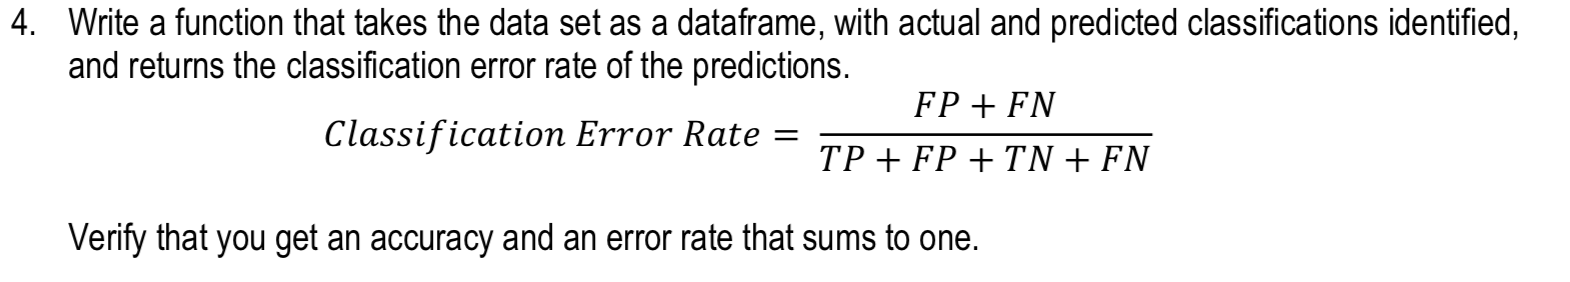 4. Write a function that takes the data set as a dataframe, with actual and predicted classifications identified,
and returns the classification error rate of the predictions.
Classification Error Rate = \frac{FP + FN}{TP + FP + TN + FN}
Verify that you get an accuracy and an error rate that sums to one.